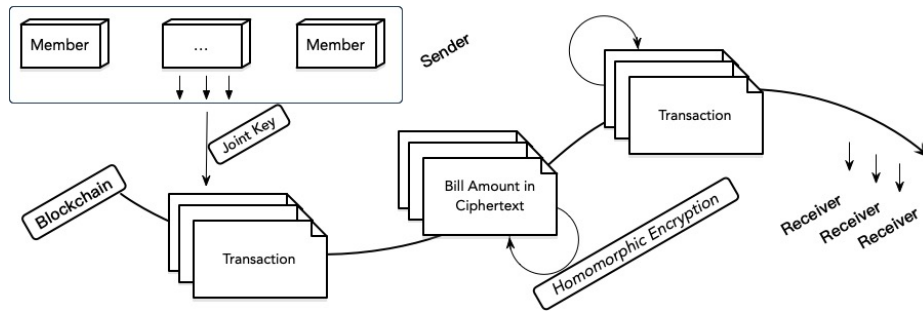 Member
...
Member
Sender
Joint Key
Blockchain
Transaction
Bill Amount in
Ciphertext
Homomorphic Encryption
Transaction
Receiver
Receiver
Receiver